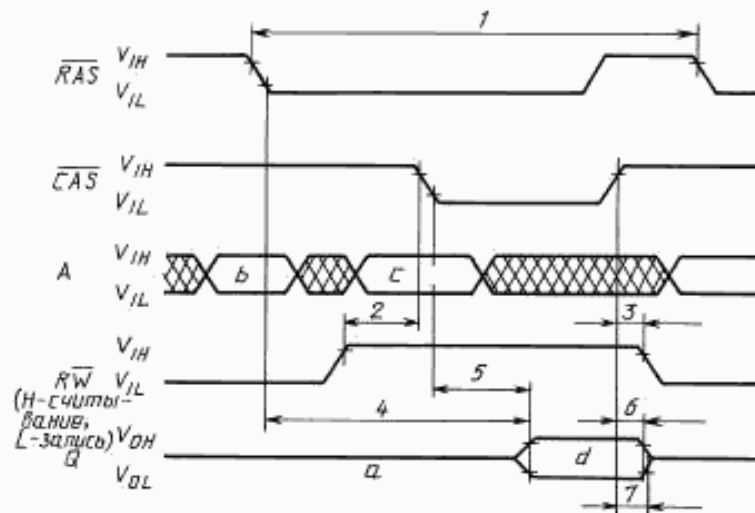 1
V_IH
RAS
V_IL
V_IH
CAS
V_IL
V_IH
A
b
c
V_IL
2
3
V_IH
RW
V_IL
5
(H-считы-
вание,
L-запись)
4
6
V_OH
Q
a
d
V_OL
7